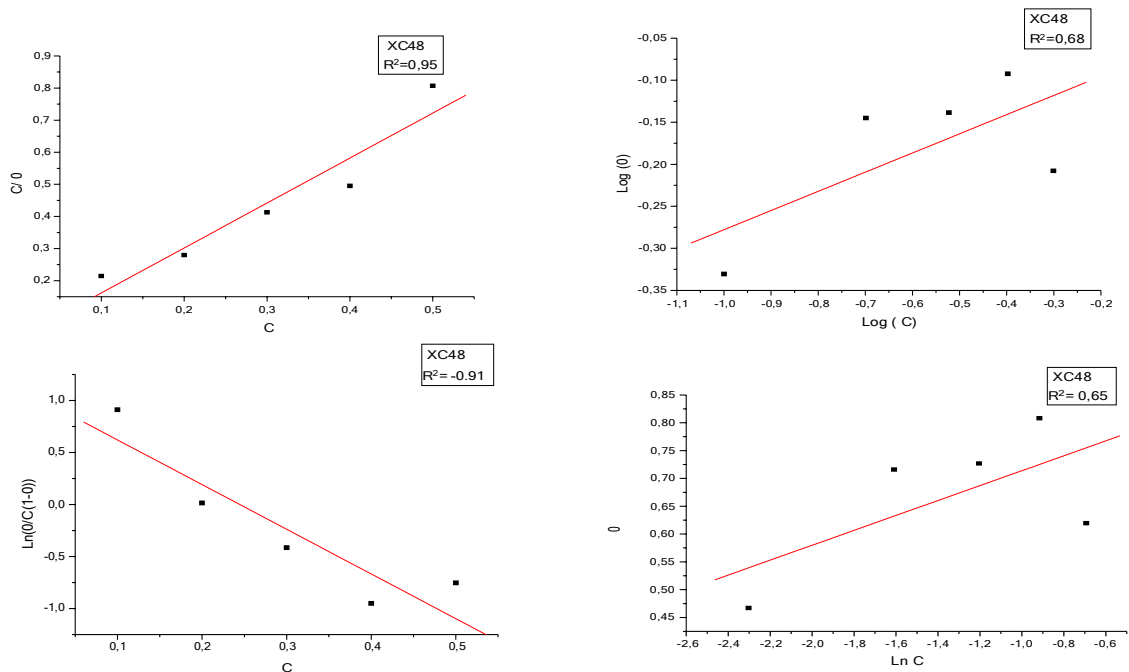 XC48
R²=0,95
0,9
0,8
0,7
0,6
0,5
0,4
0,3
0,2
C/ 0
0,1 0,2 0,3 0,4 0,5
C
XC48
R²=0,68
-0,05
-0,10
-0,15
-0,20
-0,25
-0,30
-0,35
Log (0)
-1,1 -1,0 -0,9 -0,8 -0,7 -0,6 -0,5 -0,4 -0,3 -0,2
Log ( C)
XC48
R²= -0.91
1,0
0,5
0,0
-0,5
-1,0
Ln(0/C(1-0))
0,1 0,2 0,3 0,4 0,5
C
XC48
R²= 0,65
0,85
0,80
0,75
0,70
0,65
0,60
0,55
0,50
0,45
0
-2,6 -2,4 -2,2 -2,0 -1,8 -1,6 -1,4 -1,2 -1,0 -0,8 -0,6
Ln C